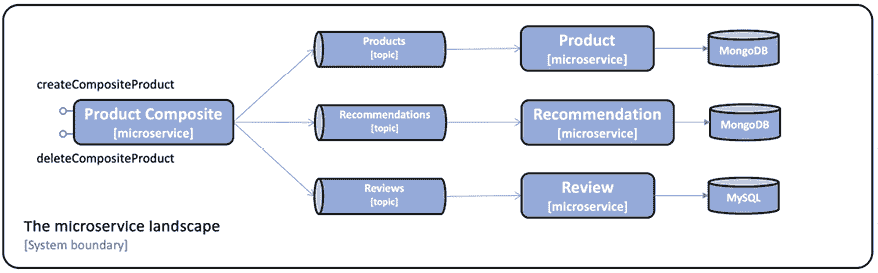 createCompositeProduct
Product Composite
[microservice]
deleteCompositeProduct
Products
[topic]
Product
[microservice]
MongoDB
Recommendations
[topic]
Recommendation
[microservice]
MongoDB
Reviews
[topic]
Review
[microservice]
MySQL
The microservice landscape
[System boundary]